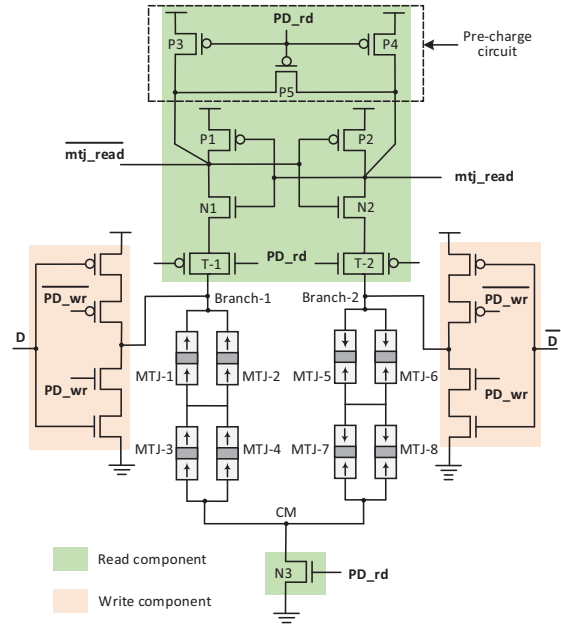 PD_rd
P3
P4
Pre-charge
circuit
P5
P1
P2
mtj_read
mtj_read
N1
N2
T-1
PD_rd
T-2
Branch-1
Branch-2
PD_wr
PD_wr
D
D
MTJ-1
MTJ-2
MTJ-5
MTJ-6
PD_wr
PD_wr
MTJ-3
MTJ-4
MTJ-7
MTJ-8
CM
Read component
N3
PD_rd
Write component